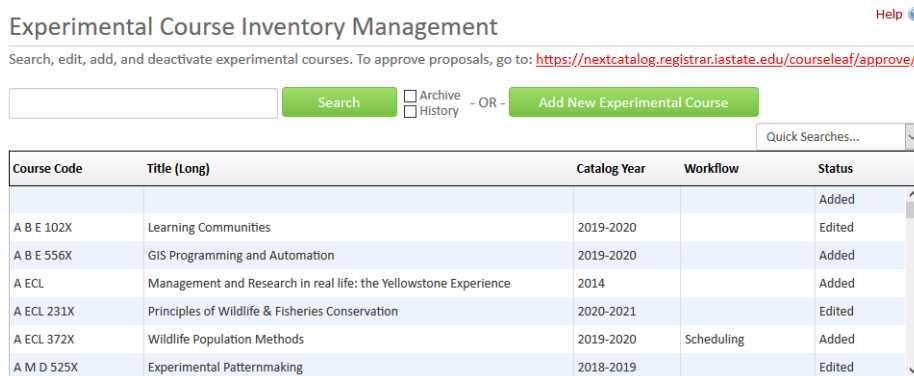 Help
Experimental Course Inventory Management
Search, edit, add, and deactivate experimental courses. To approve proposals, go to: https://nextcatalog.registrar.iastate.edu/courseleaf/approve/
Search Archive History - OR - Add New Experimental Course
Quick Searches...
Course Code Title (Long) Catalog Year Workflow Status
Added
A B E 102X Learning Communities 2019-2020 Edited
A B E 556X GIS Programming and Automation 2019-2020 Added
A ECL Management and Research in real life: the Yellowstone Experience 2014 Added
A ECL 231X Principles of Wildlife & Fisheries Conservation 2020-2021 Edited
A ECL 372X Wildlife Population Methods 2019-2020 Scheduling Added
A M D 525X Experimental Patternmaking 2018-2019 Edited